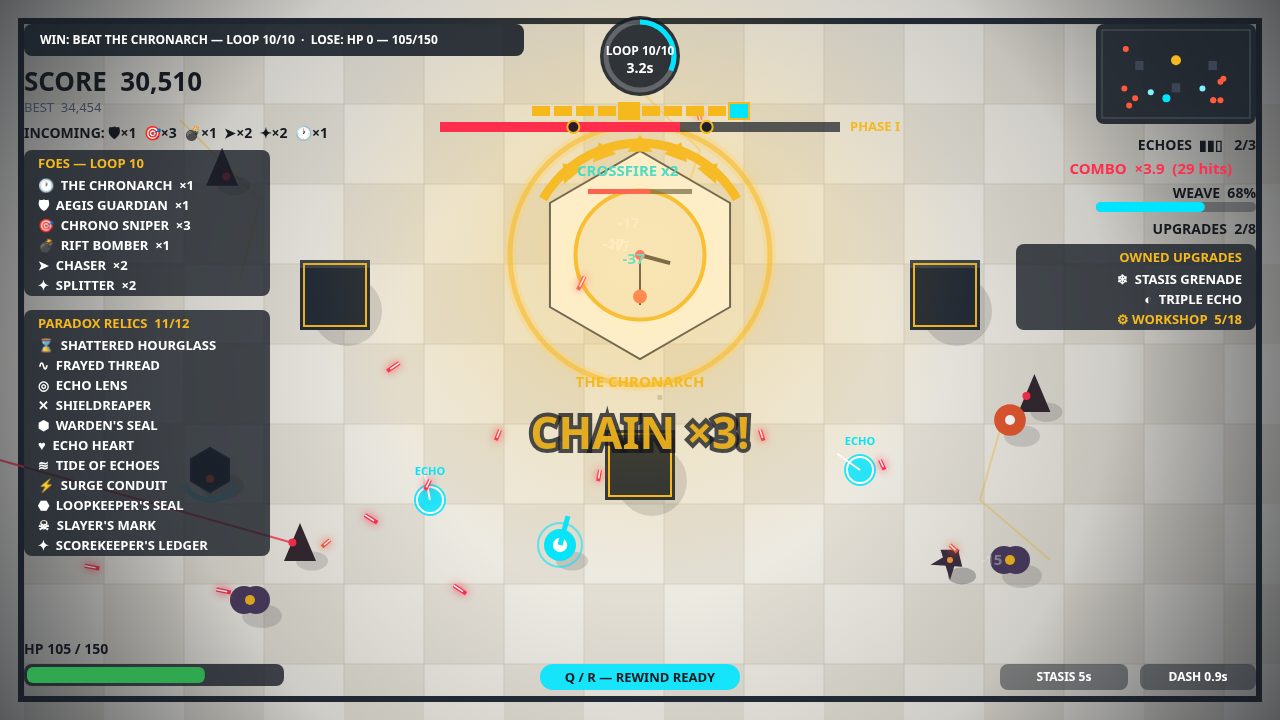 WIN: BEAT THE CHRONARCH — LOOP 10/10 · LOSE: HP 0 — 105/150
SCORE 30,510
BEST 34,454
INCOMING: 🛡×1 🎯×3 💣×1 ➤×2 ✦×2 🕐×1
FOES — LOOP 10
🕐 THE CHRONARCH ×1
🛡 AEGIS GUARDIAN ×1
🎯 CHRONO SNIPER ×3
💣 RIFT BOMBER ×1
➤ CHASER ×2
✦ SPLITTER ×2
PARADOX RELICS 11/12
⌛ SHATTERED HOURGLASS
∿ FRAYED THREAD
◎ ECHO LENS
✕ SHIELDREAPER
⬢ WARDEN'S SEAL
♥ ECHO HEART
≋ TIDE OF ECHOES
⚡ SURGE CONDUIT
⬣ LOOPKEEPER'S SEAL
☠ SLAYER'S MARK
✦ SCOREKEEPER'S LEDGER
HP 105 / 150
LOOP 10/10
3.2s
PHASE I
CROSSFIRE x2
-17
-37
THE CHRONARCH
CHAIN ×3!
ECHO
ECHO
5
Q / R — REWIND READY
ECHOES ▮▮▯ 2/3
COMBO ×3.9 (29 hits)
WEAVE 68%
UPGRADES 2/8
OWNED UPGRADES
❄ STASIS GRENADE
TRIPLE ECHO
⚙ WORKSHOP 5/18
STASIS 5s
DASH 0.9s